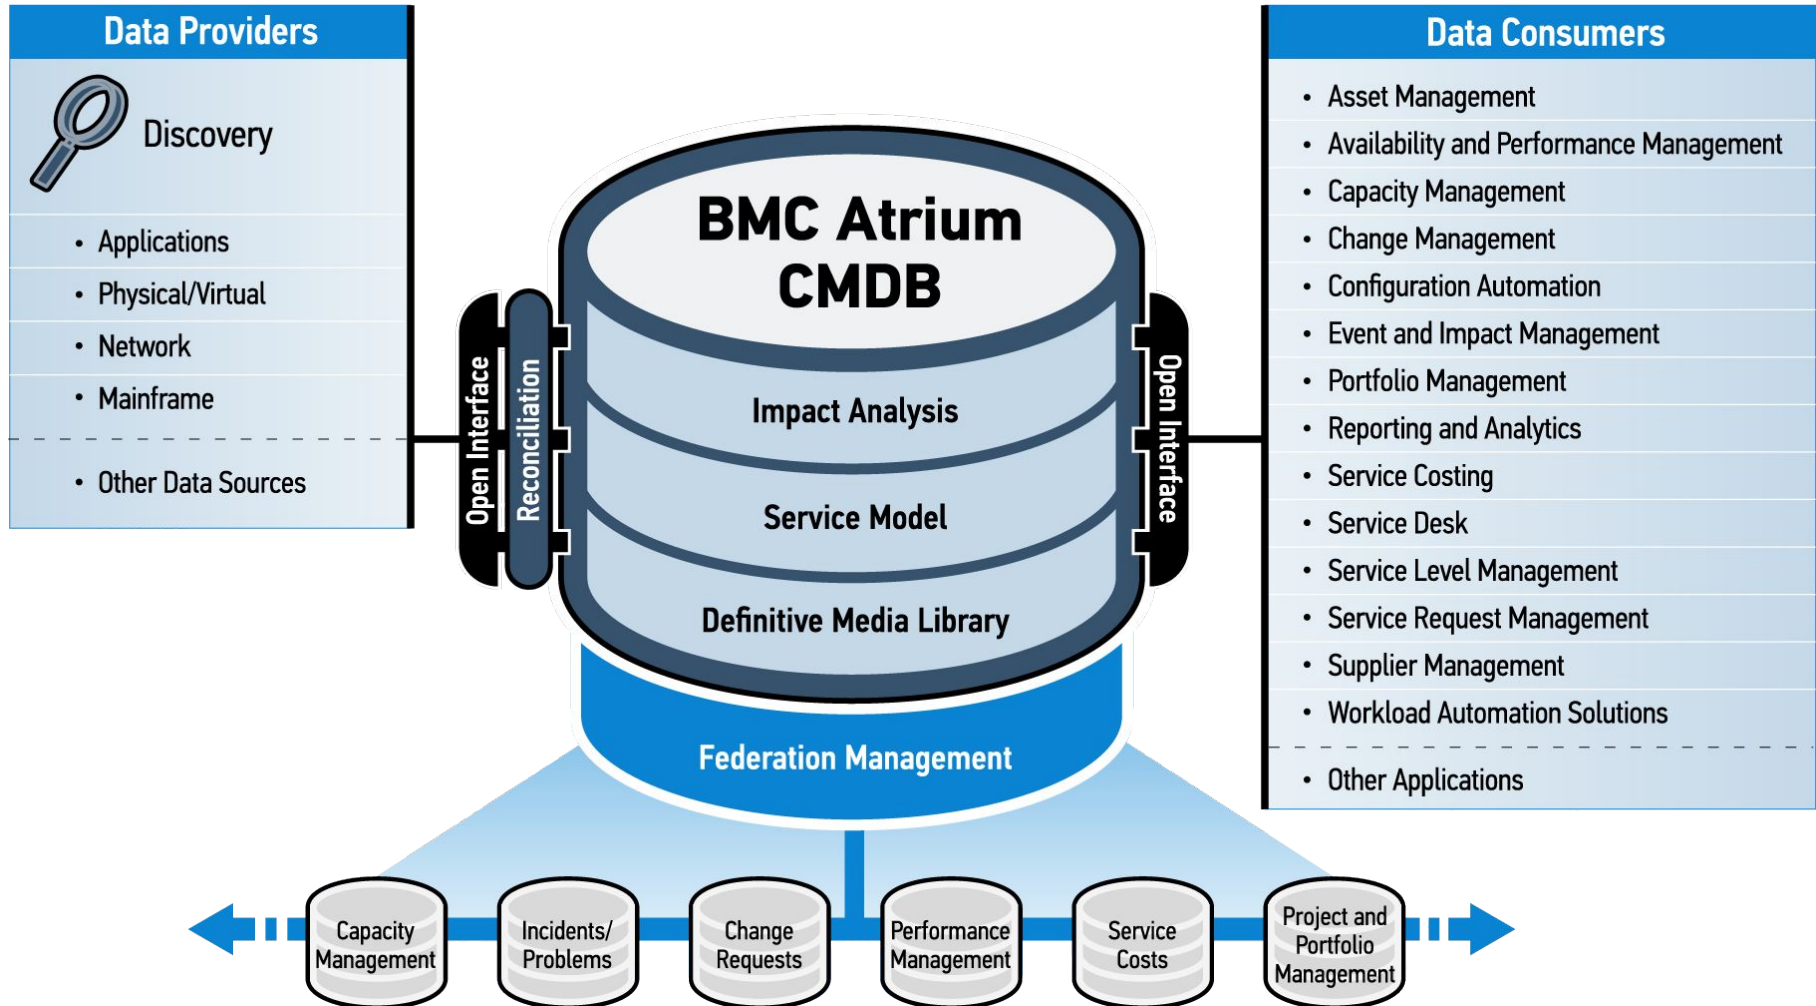 Data Providers
Discovery
• Applications
• Physical/Virtual
• Network
• Mainframe
• Other Data Sources
Open Interface
Reconciliation
BMC Atrium
CMDB
Impact Analysis
Service Model
Definitive Media Library
Federation Management
Open Interface
Data Consumers
• Asset Management
• Availability and Performance Management
• Capacity Management
• Change Management
• Configuration Automation
• Event and Impact Management
• Portfolio Management
• Reporting and Analytics
• Service Costing
• Service Desk
• Service Level Management
• Service Request Management
• Supplier Management
• Workload Automation Solutions
• Other Applications
Capacity
Management
Incidents/
Problems
Change
Requests
Performance
Management
Service
Costs
Project and
Portfolio
Management